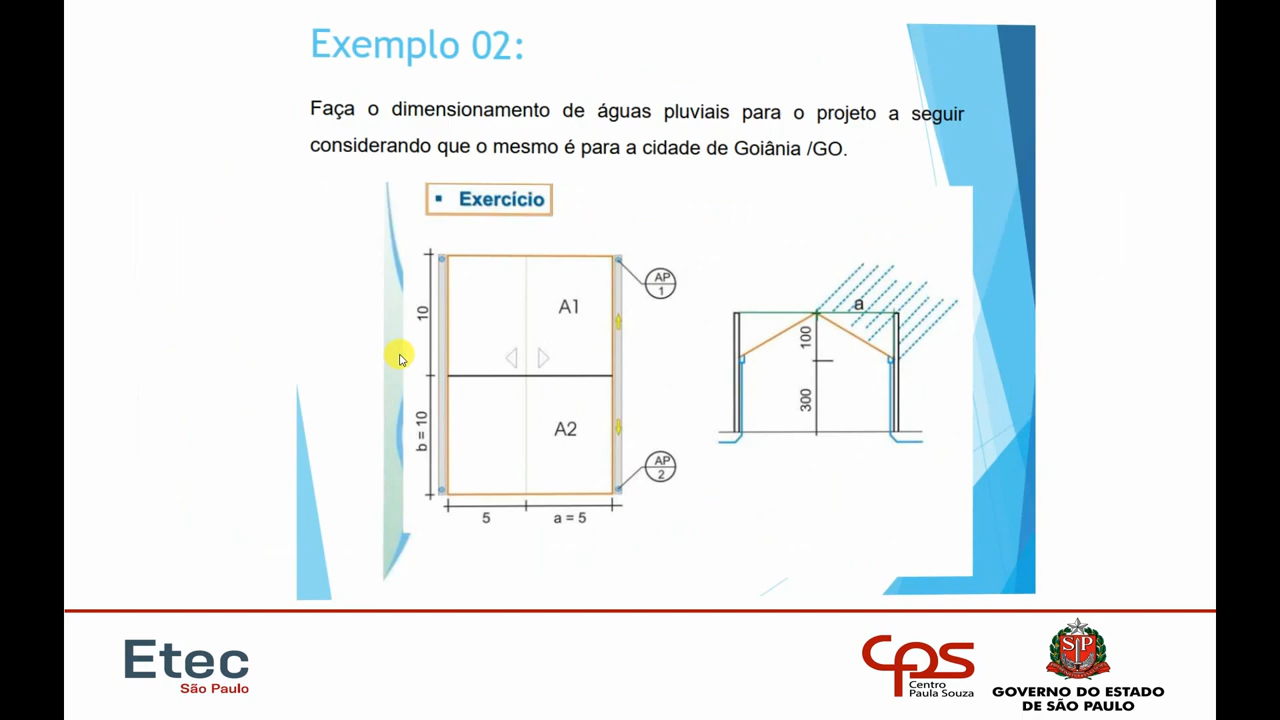 Exemplo 02:
Faça o dimensionamento de águas pluviais para o projeto a seguir
considerando que o mesmo é para a cidade de Goiânia /GO.
▪ Exercício
10
A1
AP
1
b = 10
A2
AP
2
5
a = 5
a
100
300
Etec
São Paulo
CPS
Centro
Paula Souza
SP
GOVERNO DO ESTADO
DE SÃO PAULO